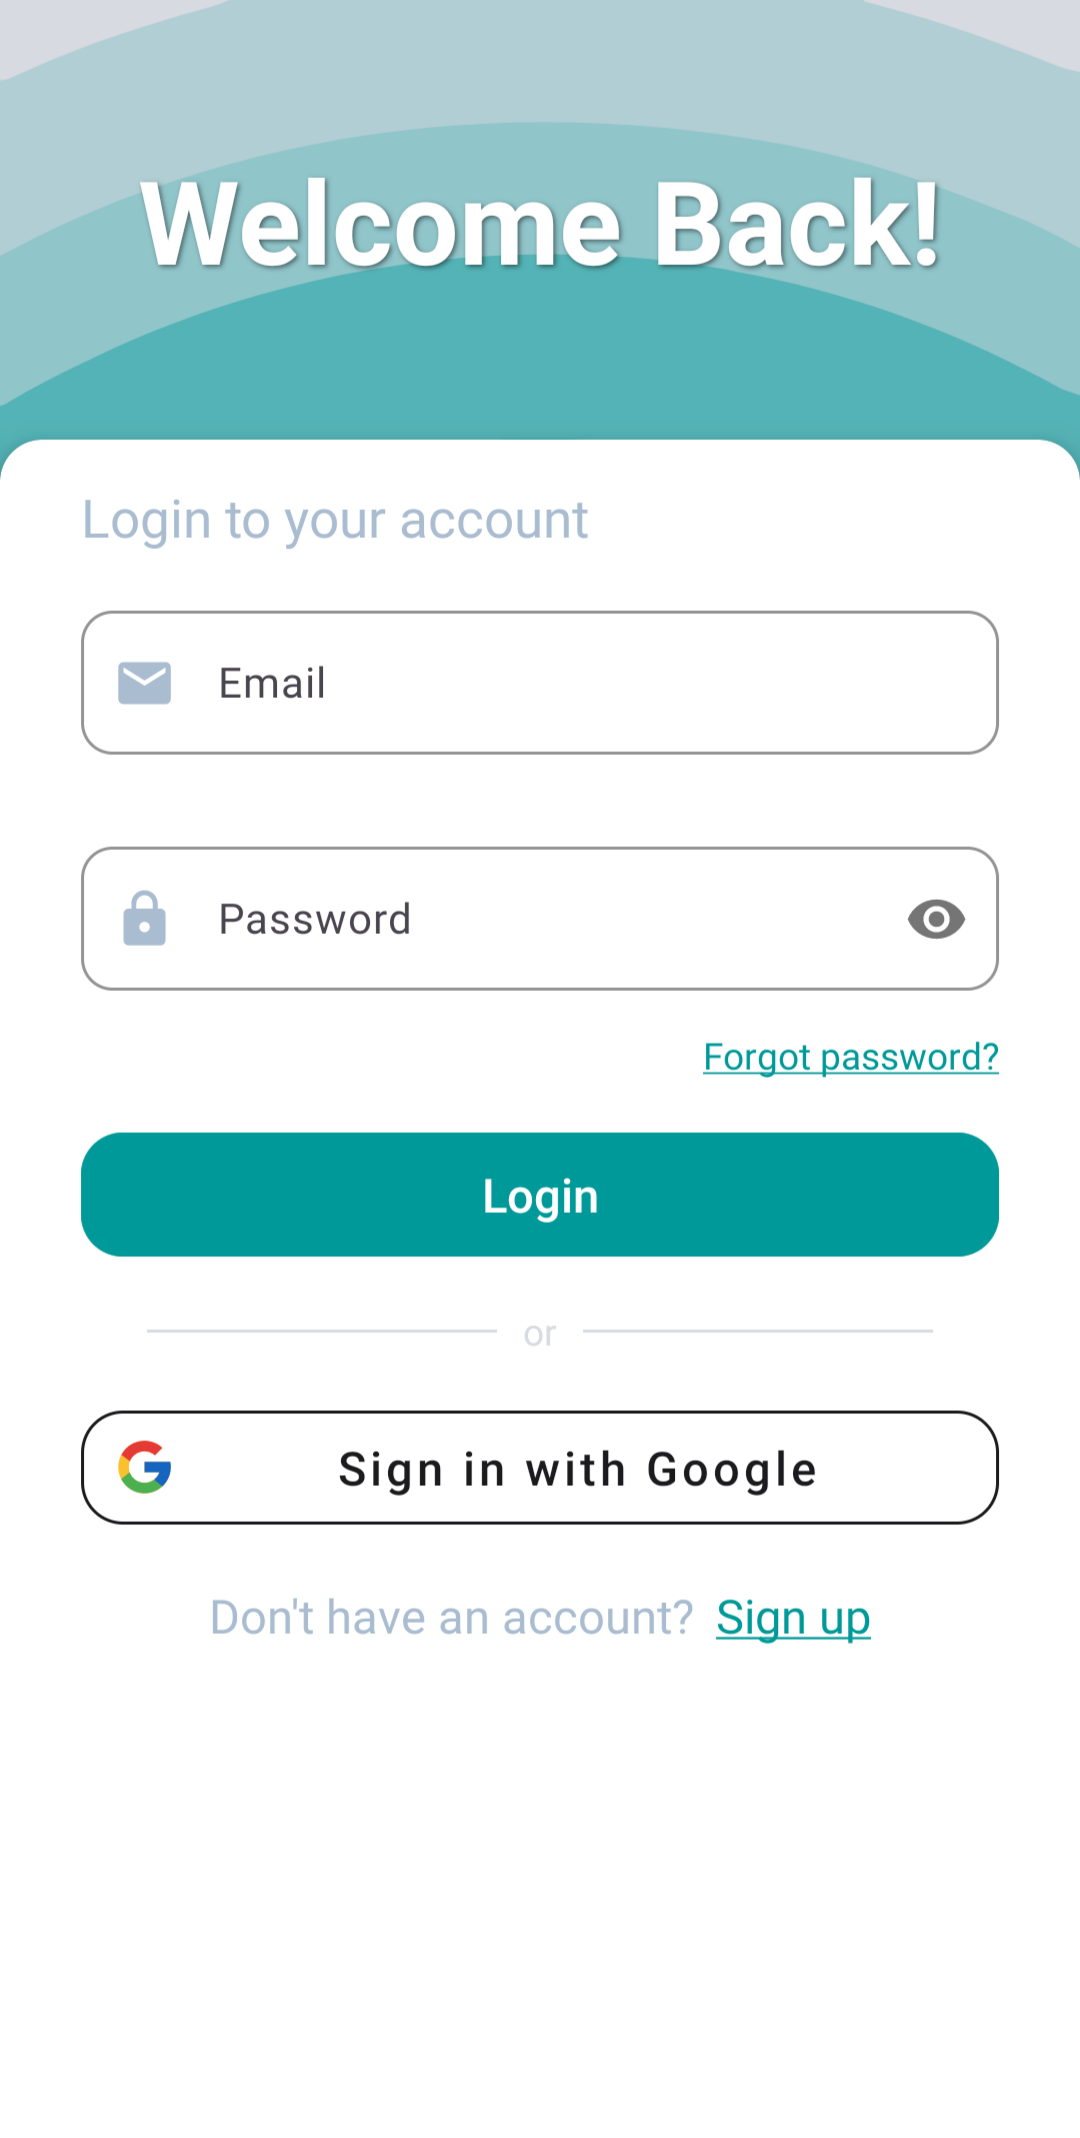 Welcome Back!
Login to your account
Email
Password
Forgot password?
Login
or
Sign in with Google
Don't have an account? Sign up